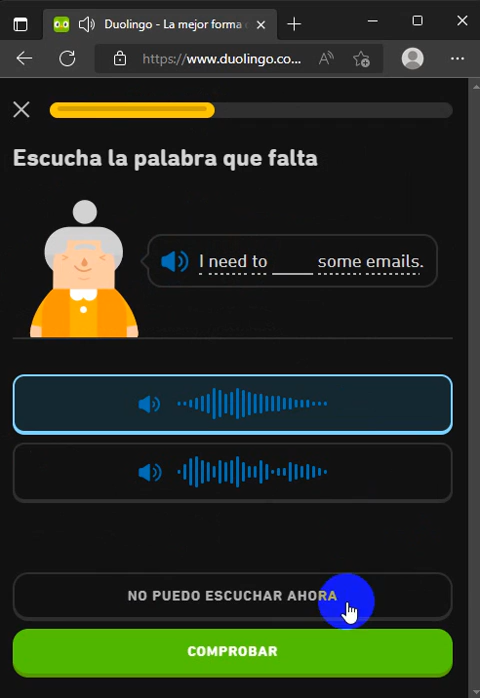 Duolingo - La mejor forma
https://www.duolingo.co...
Escucha la palabra que falta
I need to ____ some emails.
NO PUEDO ESCUCHAR AHORA
COMPROBAR